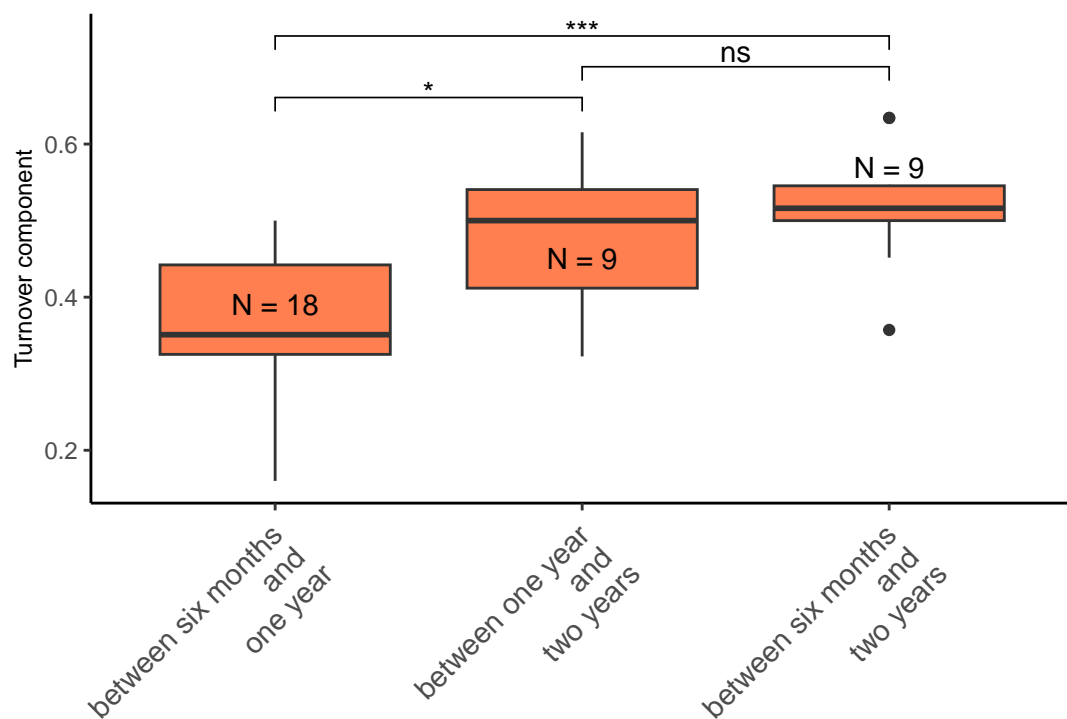 ***
ns
*
Turnover component
0.6
0.4
0.2
N = 18
N = 9
N = 9
between six months
and
one year
between one year
and
two years
between six months
and
two years